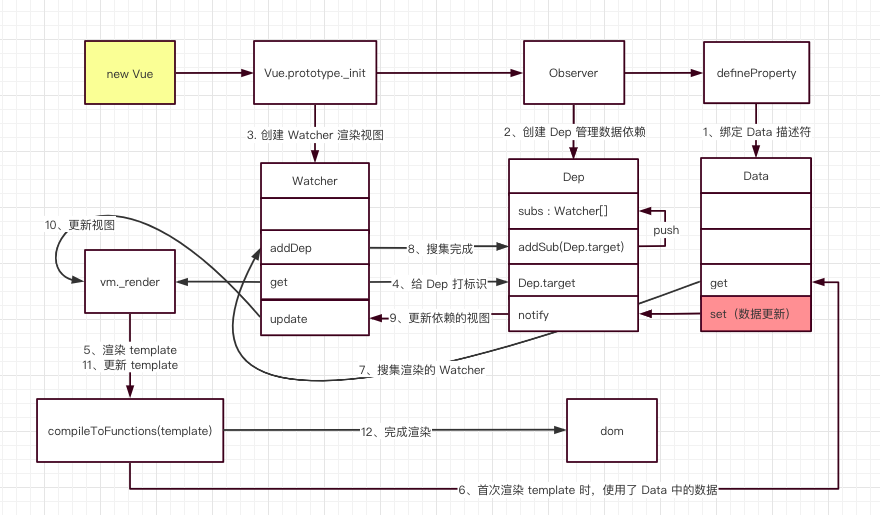 new Vue
Vue.prototype._init
Observer
defineProperty
3. 创建 Watcher 渲染视图
2、创建 Dep 管理数据依赖
1、绑定 Data 描述符
Watcher
addDep
get
update
Dep
subs : Watcher[]
addSub(Dep.target)
Dep.target
notify
push
Data
get
set（数据更新）
10、更新视图
vm._render
8、搜集完成
4、给 Dep 打标识
9、更新依赖的视图
5、渲染 template
11、更新 template
7、搜集渲染的 Watcher
compileToFunctions(template)
12、完成渲染
dom
6、首次渲染 template 时，使用了 Data 中的数据